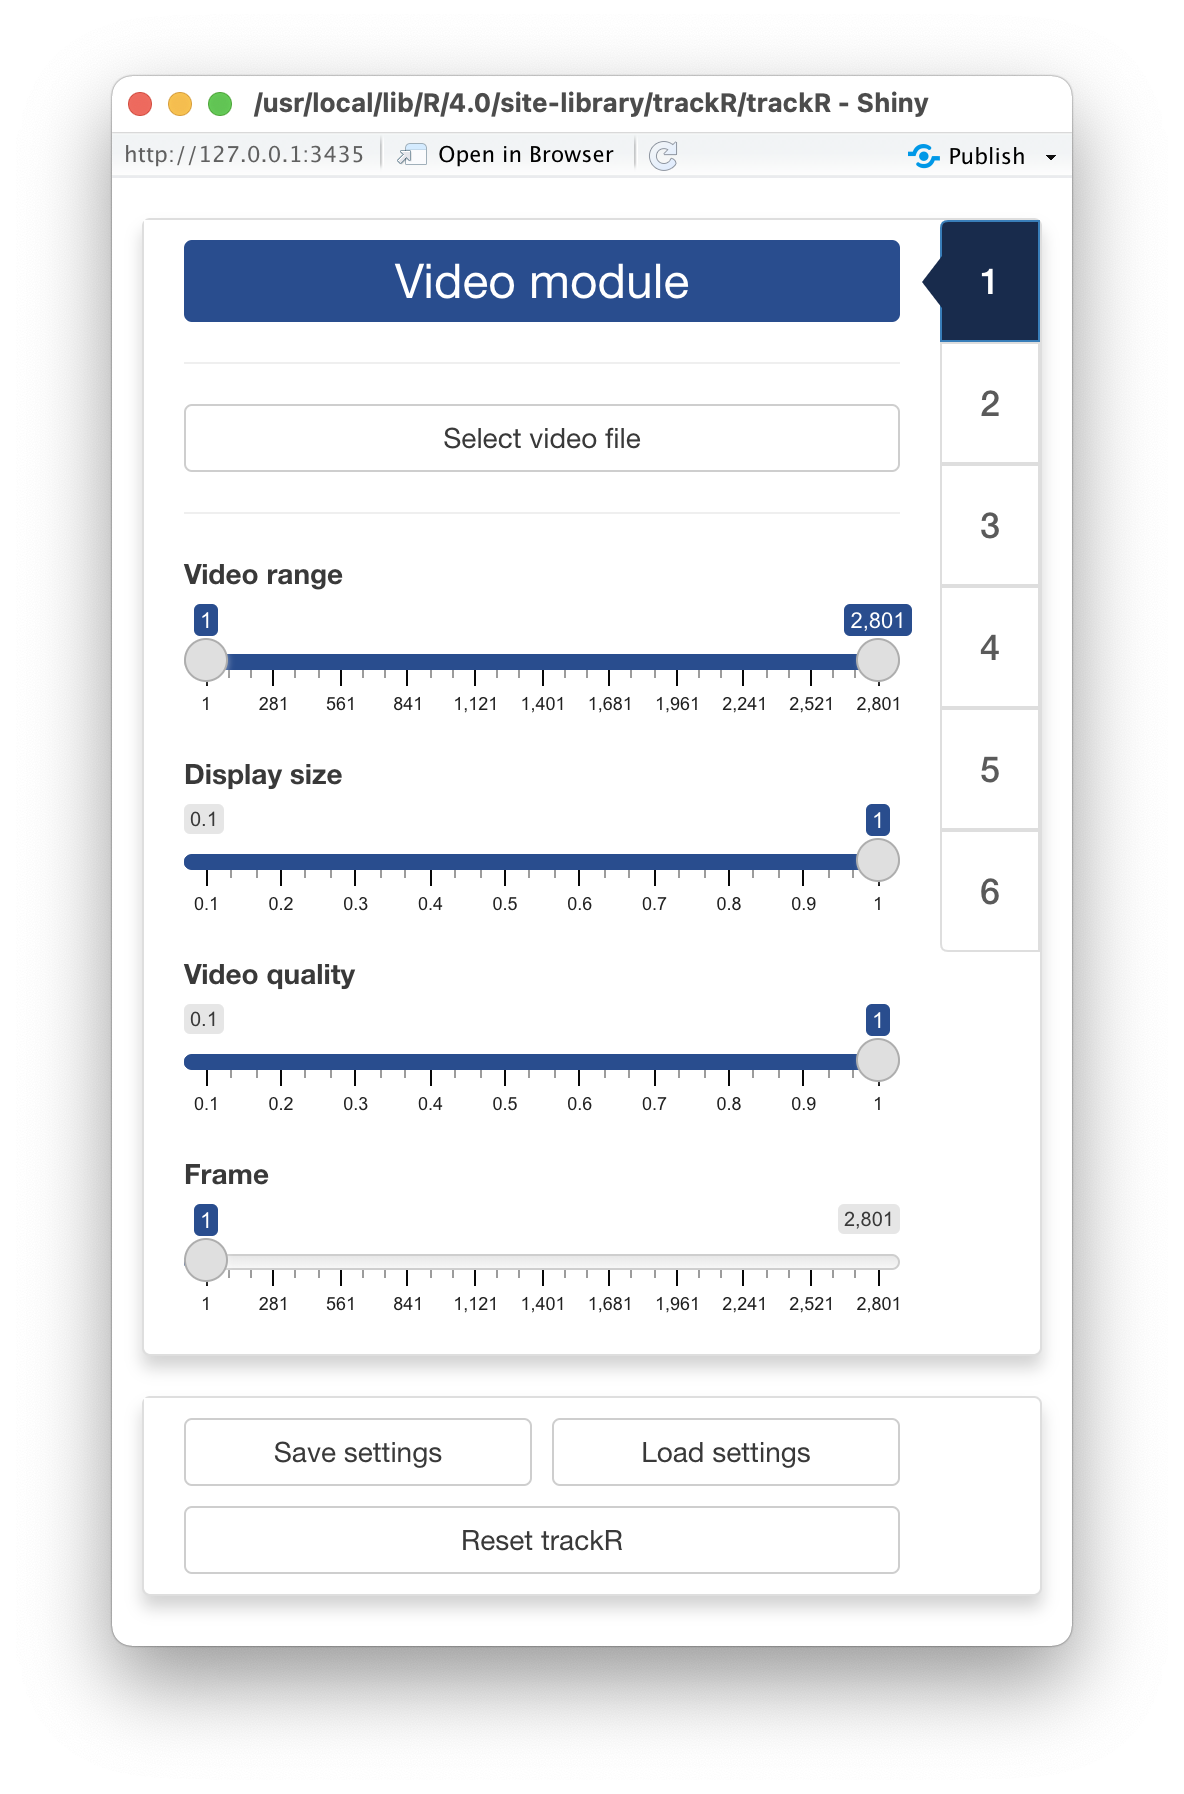 /usr/local/lib/R/4.0/site-library/trackR/trackR - Shiny
http://127.0.0.1:3435 Open in Browser Publish
Video module
1
2
3
4
5
6
Select video file
Video range
1 2,801
1 281 561 841 1,121 1,401 1,681 1,961 2,241 2,521 2,801
Display size
0.1 1
0.1 0.2 0.3 0.4 0.5 0.6 0.7 0.8 0.9 1
Video quality
0.1 1
0.1 0.2 0.3 0.4 0.5 0.6 0.7 0.8 0.9 1
Frame
1 2,801
1 281 561 841 1,121 1,401 1,681 1,961 2,241 2,521 2,801
Save settings Load settings
Reset trackR